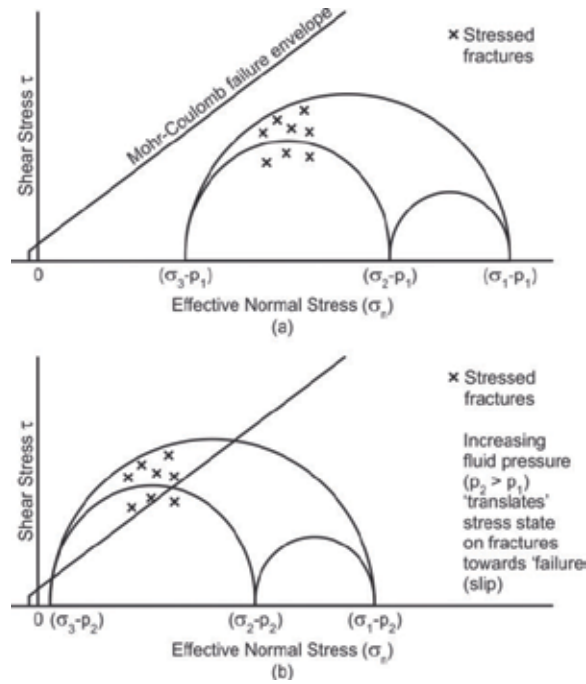 Shear Stress τ
Mohr-Coulomb failure envelope
× Stressed
fractures
0
(σ3-p1)
(σ2-p1)
(σ1-p1)
Effective Normal Stress (σn)
(a)
Shear Stress τ
× Stressed
fractures
Increasing
fluid pressure
(p2 > p1)
'translates'
stress state
on fractures
towards 'failure
(slip)
0
(σ3-p2)
(σ2-p2)
(σ1-p2)
Effective Normal Stress (σn)
(b)